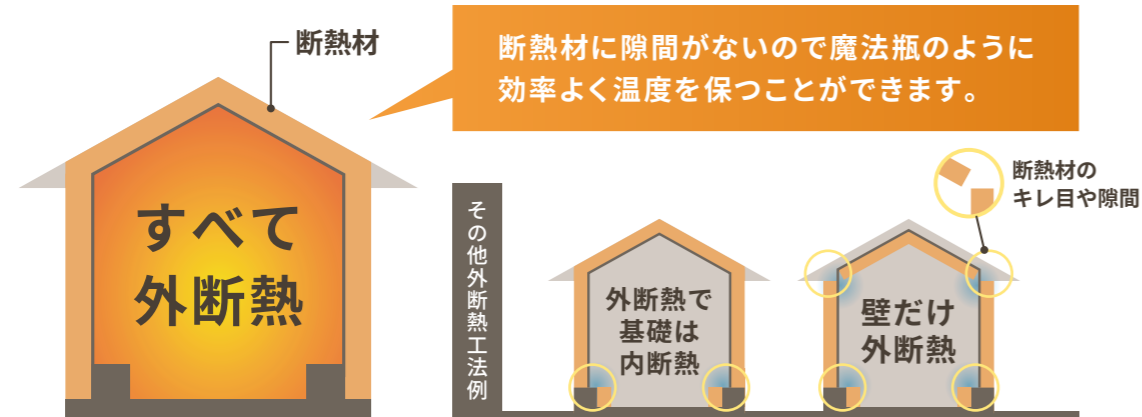 断熱材
断熱材に隙間がないので魔法瓶のように
効率よく温度を保つことができます。
すべて
外断熱
その他外断熱工法例
外断熱で
基礎は
内断熱
断熱材の
キレ目や隙間
壁だけ
外断熱